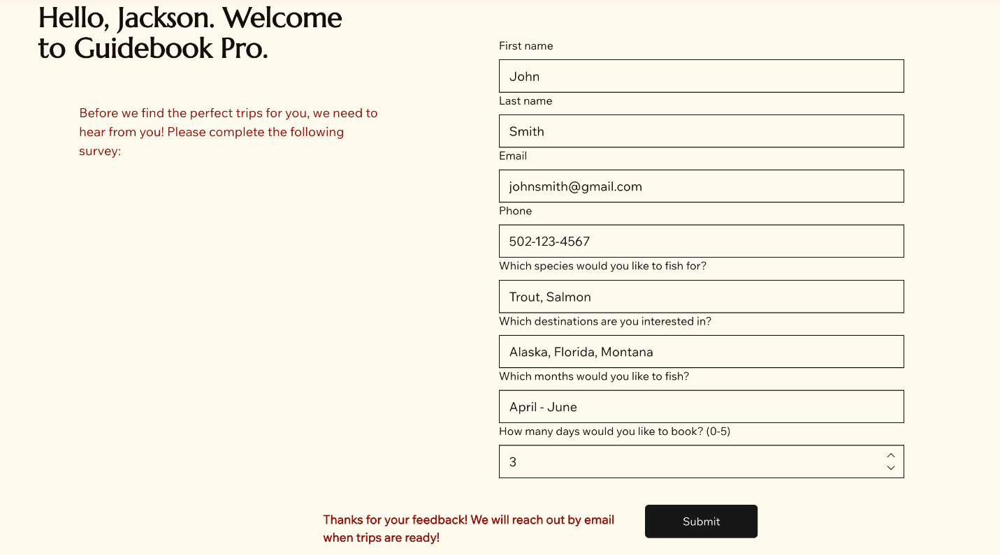 Hello, Jackson. Welcome
to Guidebook Pro.
Before we find the perfect trips for you, we need to
hear from you! Please complete the following
survey:
First name
John
Last name
Smith
Email
johnsmith@gmail.com
Phone
502-123-4567
Which species would you like to fish for?
Trout, Salmon
Which destinations are you interested in?
Alaska, Florida, Montana
Which months would you like to fish?
April - June
How many days would you like to book? (0-5)
3
Thanks for your feedback! We will reach out by email
when trips are ready!
Submit